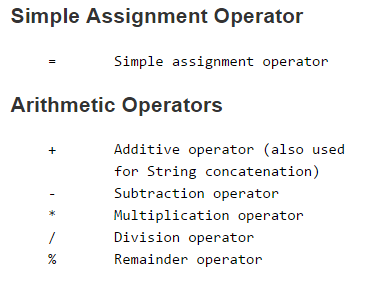 Simple Assignment Operator
= Simple assignment operator
Arithmetic Operators
+ Additive operator (also used
for String concatenation)
- Subtraction operator
* Multiplication operator
/ Division operator
% Remainder operator